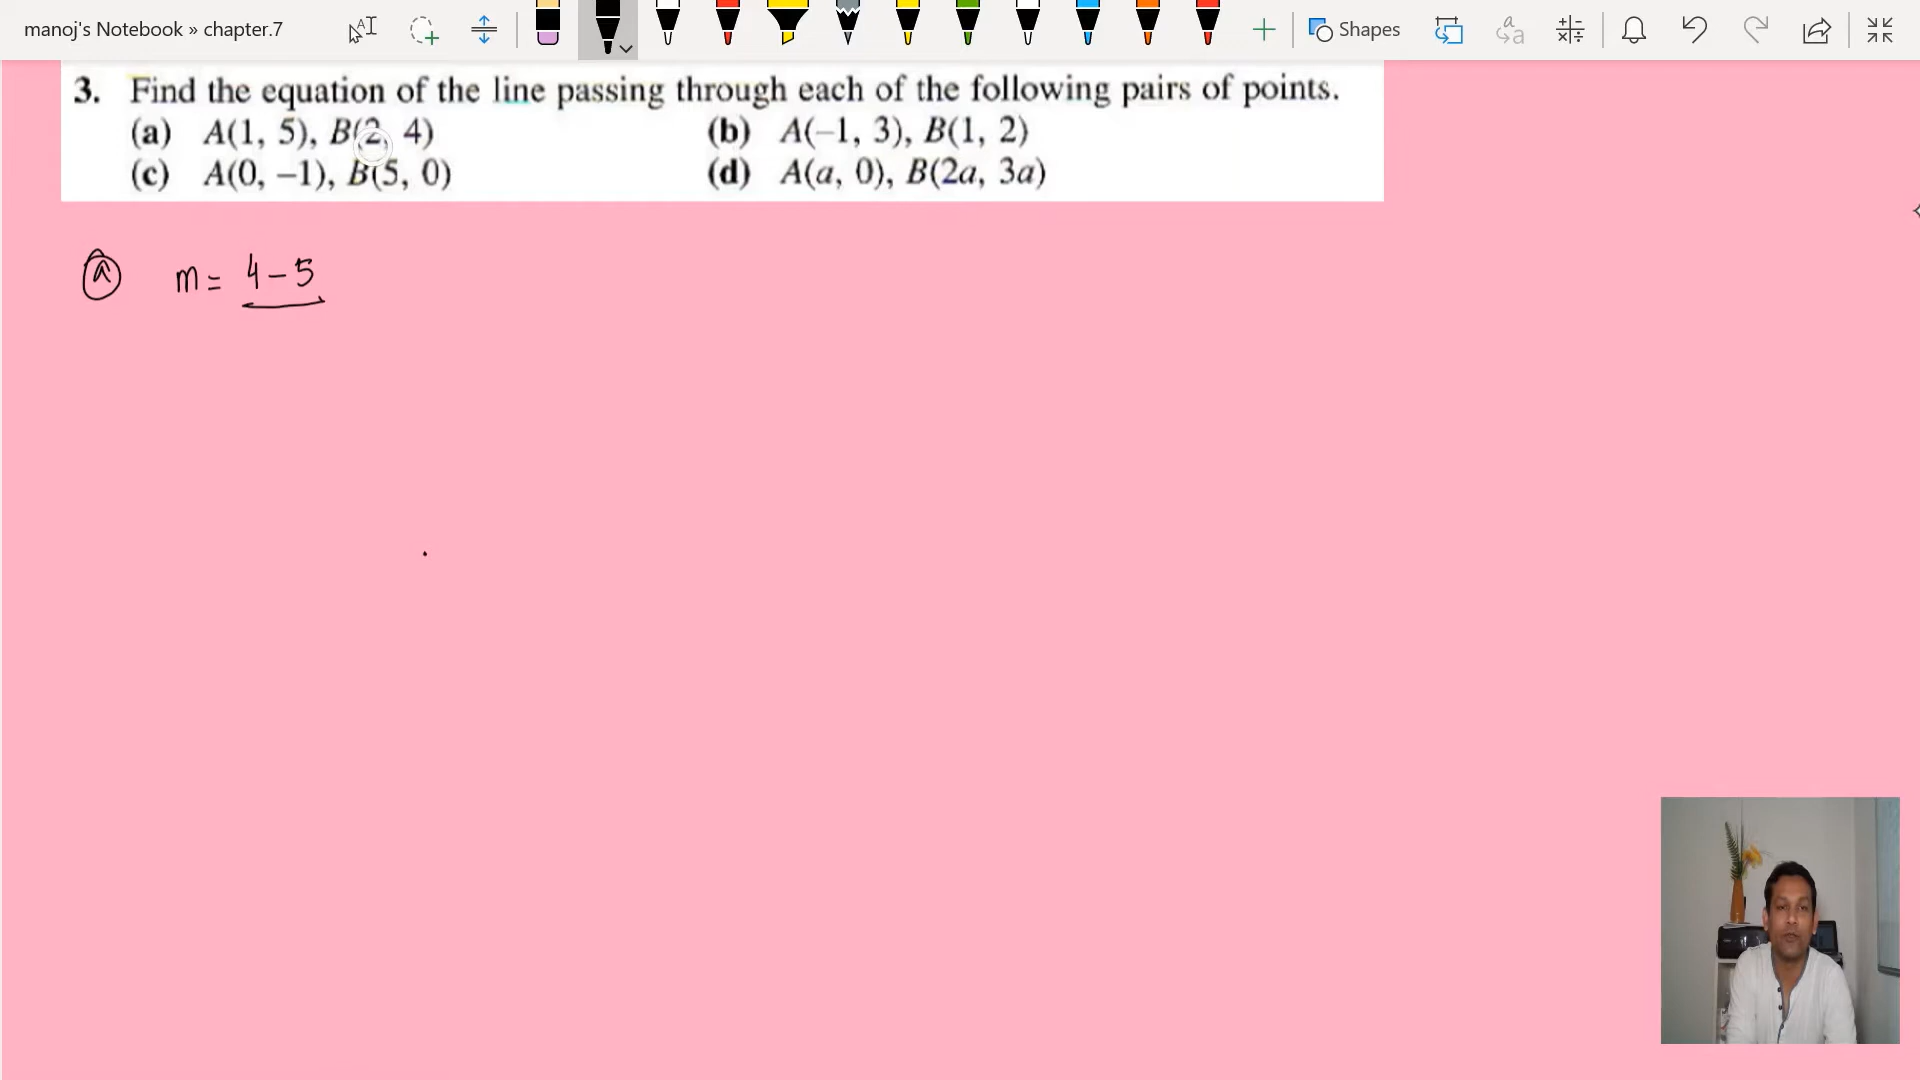 manoj's Notebook » chapter.7
Shapes
3. Find the equation of the line passing through each of the following pairs of points.
(a) A(1, 5), B(2, 4) (b) A(–1, 3), B(1, 2)
(c) A(0, –1), B(5, 0) (d) A(a, 0), B(2a, 3a)
m = 4 – 5